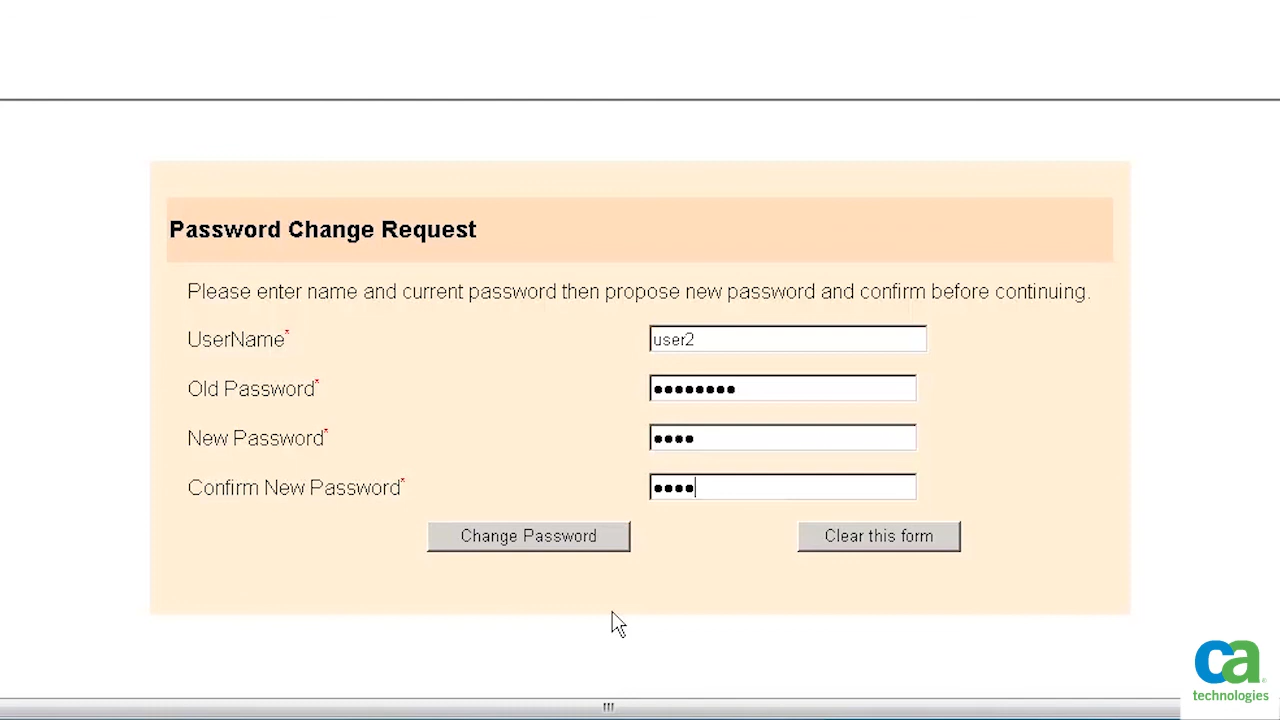 Password Change Request
Please enter name and current password then propose new password and confirm before continuing.
UserName* user2
Old Password* ••••••••
New Password* ••••
Confirm New Password* ••••
Change Password Clear this form
ca
technologies